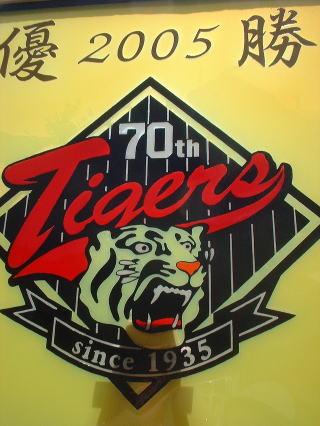 優 2005 勝
70th
Tigers
since 1935